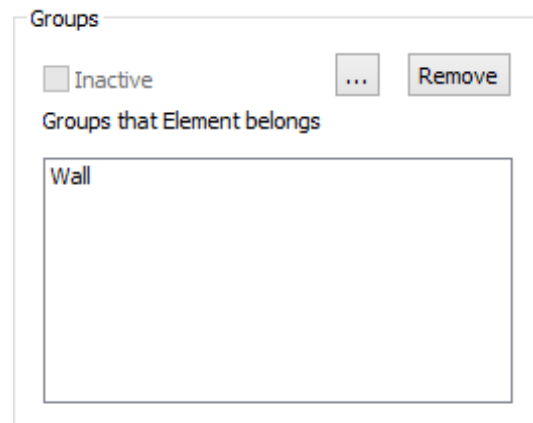 Groups
Inactive
...
Remove
Groups that Element belongs
Wall